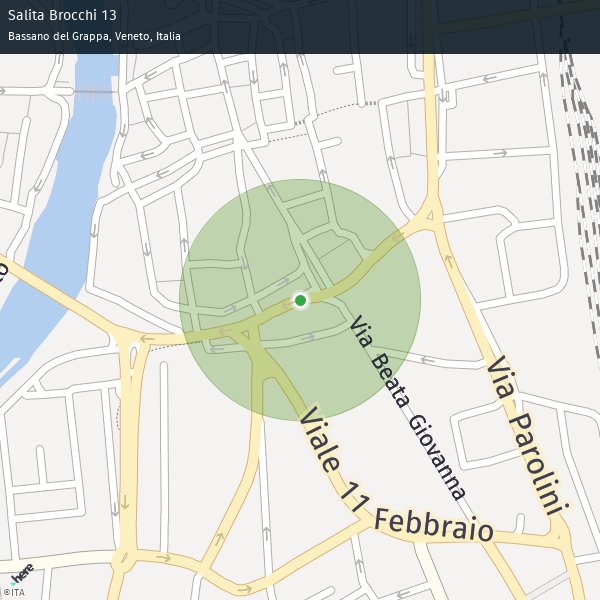 Salita Brocchi 13
Bassano del Grappa, Veneto, Italia
Via Beata Giovanna
Via Parolini
Viale 11 Febbraio
here
©ITA